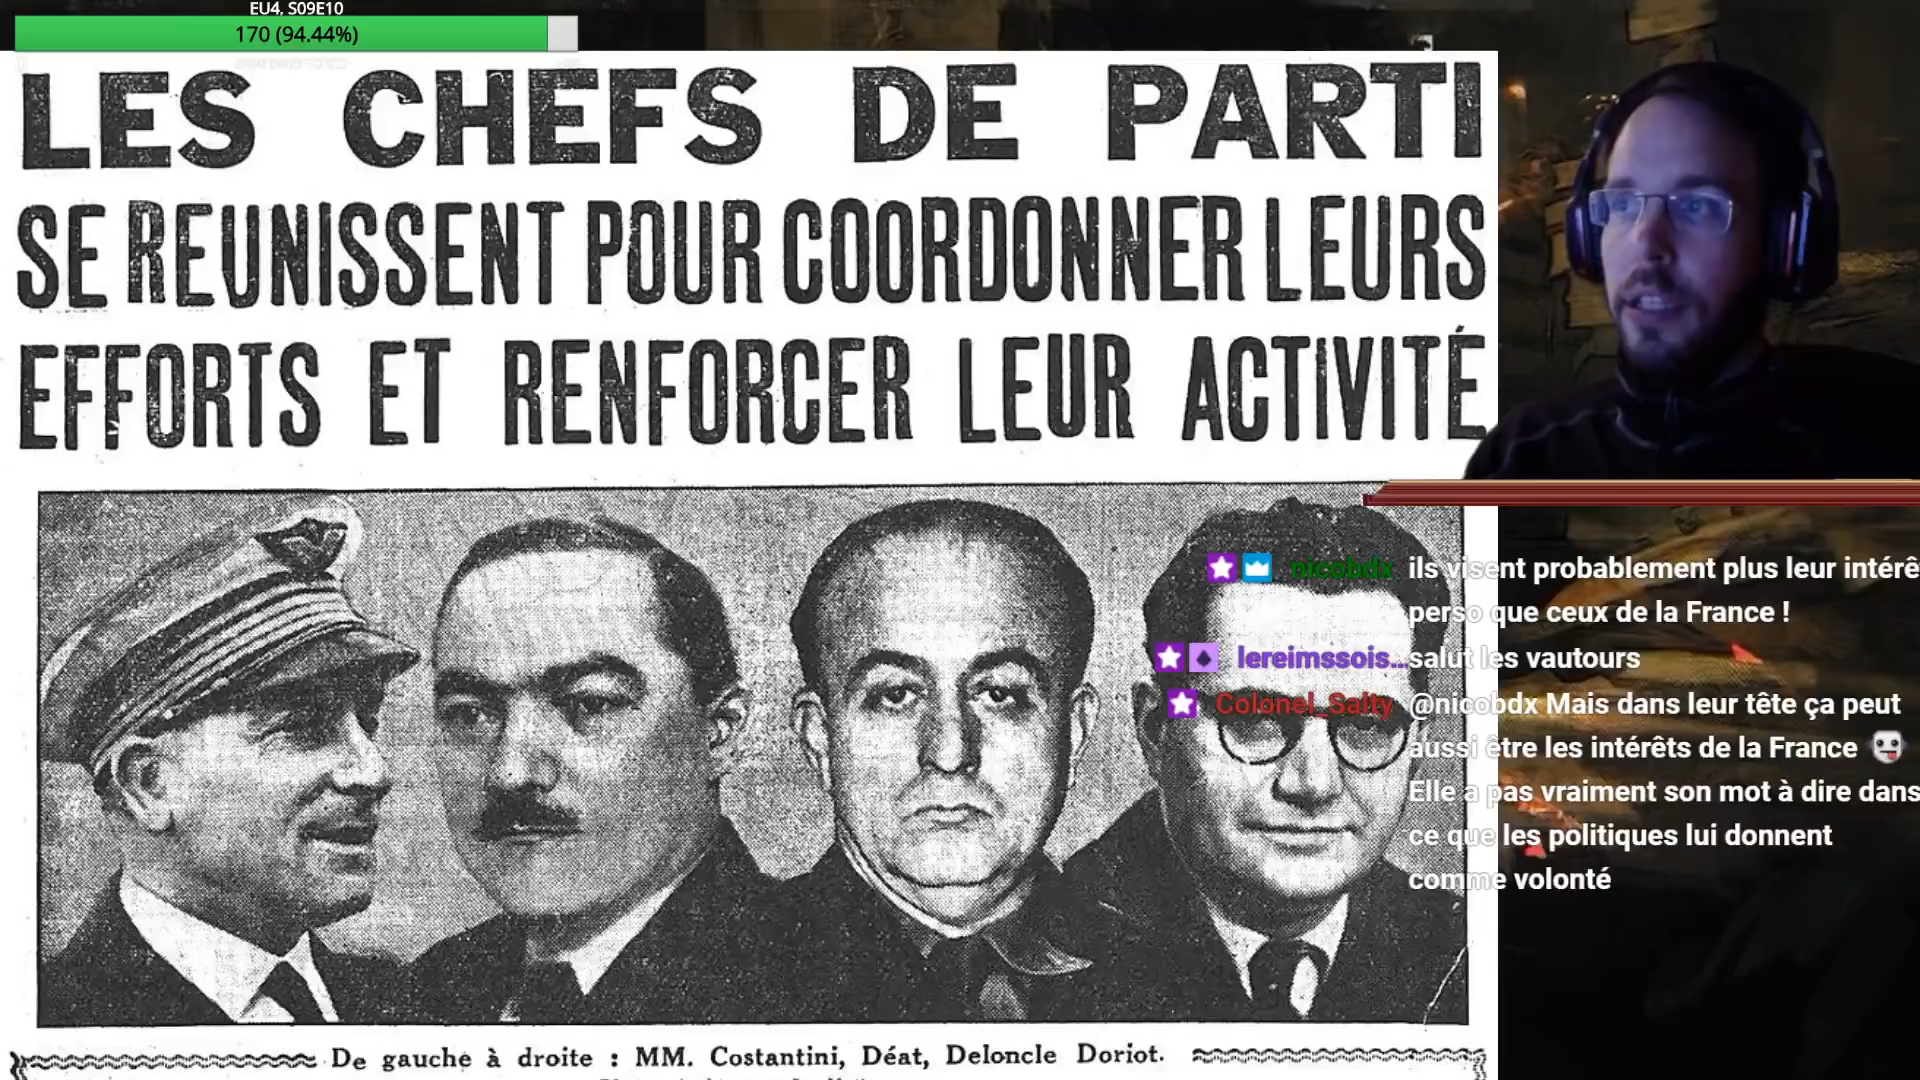 EU4, S09E10
170 (94.44%)
LES CHEFS DE PARTI
SE REUNISSENT POUR COORDONNER LEURS
EFFORTS ET RENFORCER LEUR ACTIVITÉ
nicobdx ils visent probablement plus leur intérê
perso que ceux de la France !
lereimssois... salut les vautours
Colonel_Salty @nicobdx Mais dans leur tête ça peut
aussi être les intérêts de la France
Elle a pas vraiment son mot à dire dans
ce que les politiques lui donnent
comme volonté
De gauche à droite : MM. Costantini, Déat, Deloncle Doriot.